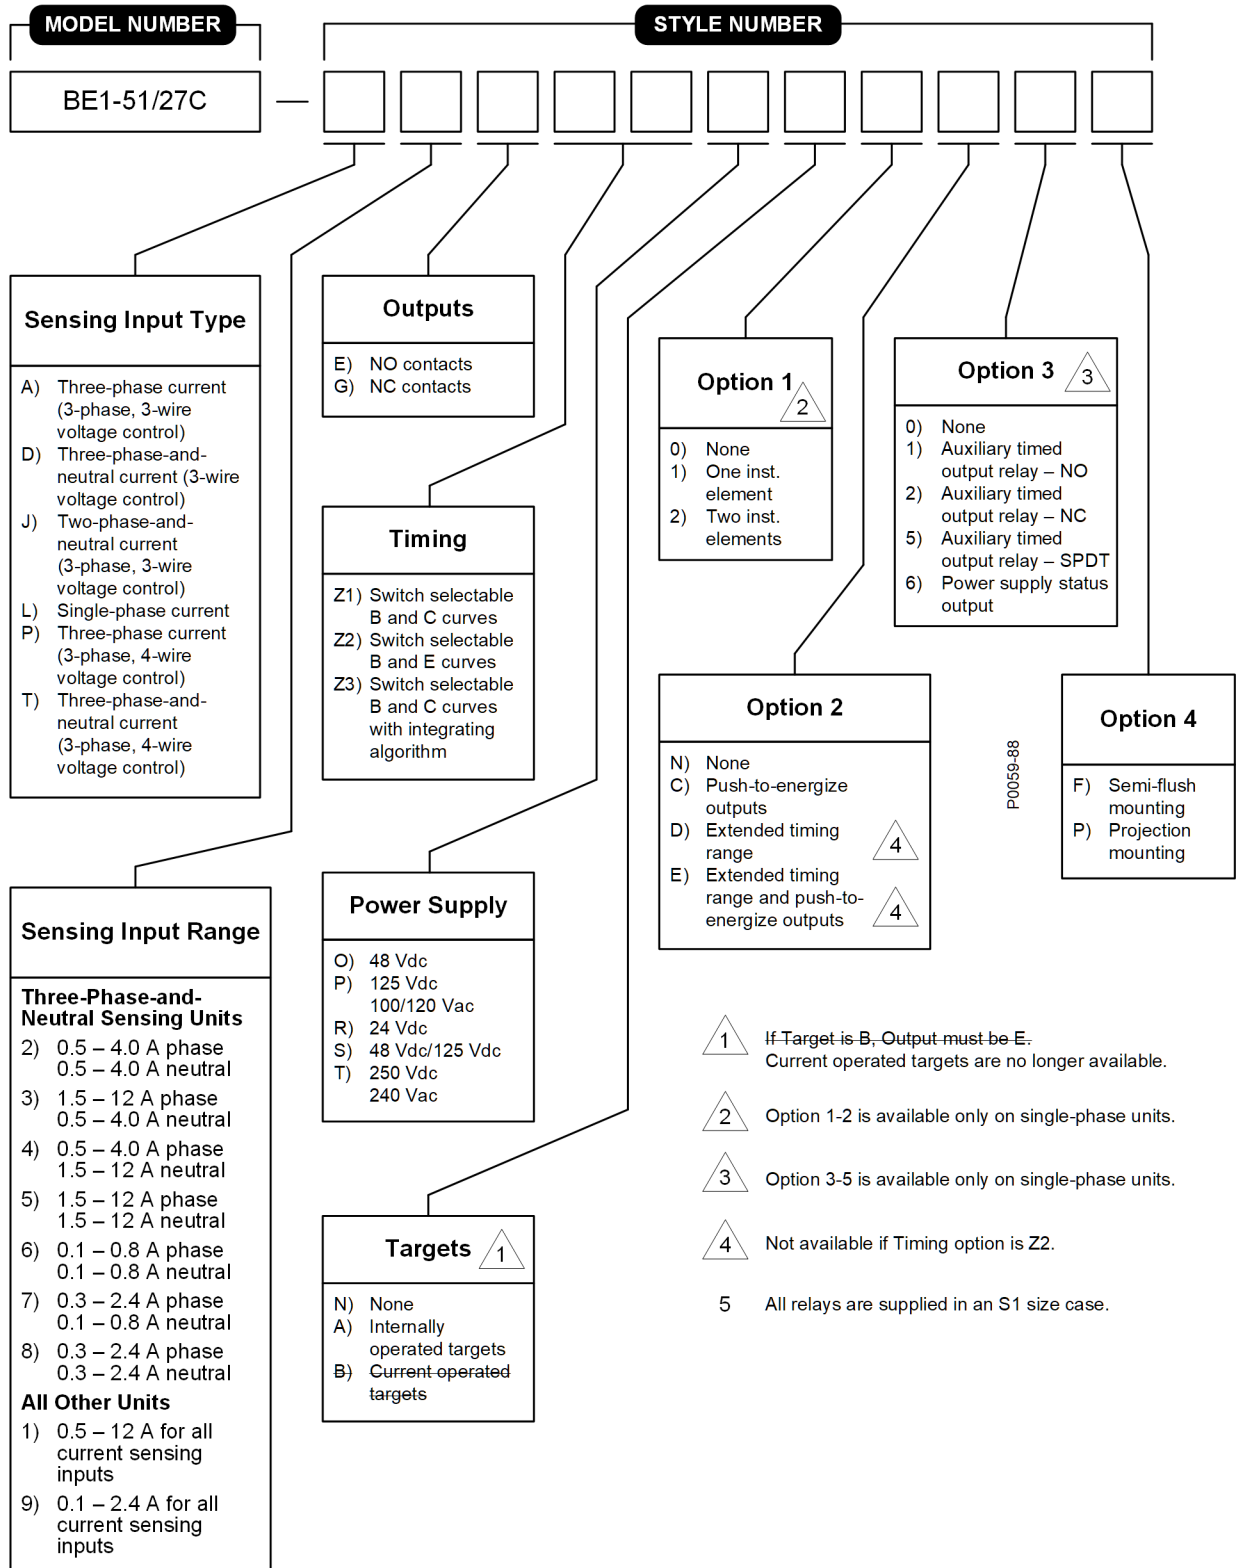 MODEL NUMBER
STYLE NUMBER
BE1-51/27C
—
Sensing Input Type
A) Three-phase current
(3-phase, 3-wire
voltage control)
D) Three-phase-and-
neutral current (3-wire
voltage control)
J) Two-phase-and-
neutral current
(3-phase, 3-wire
voltage control)
L) Single-phase current
P) Three-phase current
(3-phase, 4-wire
voltage control)
T) Three-phase-and-
neutral current
(3-phase, 4-wire
voltage control)
Sensing Input Range
Three-Phase-and-
Neutral Sensing Units
2) 0.5 – 4.0 A phase
0.5 – 4.0 A neutral
3) 1.5 – 12 A phase
0.5 – 4.0 A neutral
4) 0.5 – 4.0 A phase
1.5 – 12 A neutral
5) 1.5 – 12 A phase
1.5 – 12 A neutral
6) 0.1 – 0.8 A phase
0.1 – 0.8 A neutral
7) 0.3 – 2.4 A phase
0.1 – 0.8 A neutral
8) 0.3 – 2.4 A phase
0.3 – 2.4 A neutral
All Other Units
1) 0.5 – 12 A for all
current sensing
inputs
9) 0.1 – 2.4 A for all
current sensing
inputs
Outputs
E) NO contacts
G) NC contacts
Timing
Z1) Switch selectable
B and C curves
Z2) Switch selectable
B and E curves
Z3) Switch selectable
B and C curves
with integrating
algorithm
Power Supply
O) 48 Vdc
P) 125 Vdc
100/120 Vac
R) 24 Vdc
S) 48 Vdc/125 Vdc
T) 250 Vdc
240 Vac
Targets 1
N) None
A) Internally
operated targets
B) Current operated
targets
Option 1 2
0) None
1) One inst.
element
2) Two inst.
elements
Option 2
N) None
C) Push-to-energize
outputs
D) Extended timing
range 4
E) Extended timing
range and push-to-
energize outputs 4
Option 3 3
0) None
1) Auxiliary timed
output relay – NO
2) Auxiliary timed
output relay – NC
5) Auxiliary timed
output relay – SPDT
6) Power supply status
output
Option 4
F) Semi-flush
mounting
P) Projection
mounting
P0059-88
1 If Target is B, Output must be E.
Current operated targets are no longer available.
2 Option 1-2 is available only on single-phase units.
3 Option 3-5 is available only on single-phase units.
4 Not available if Timing option is Z2.
5 All relays are supplied in an S1 size case.